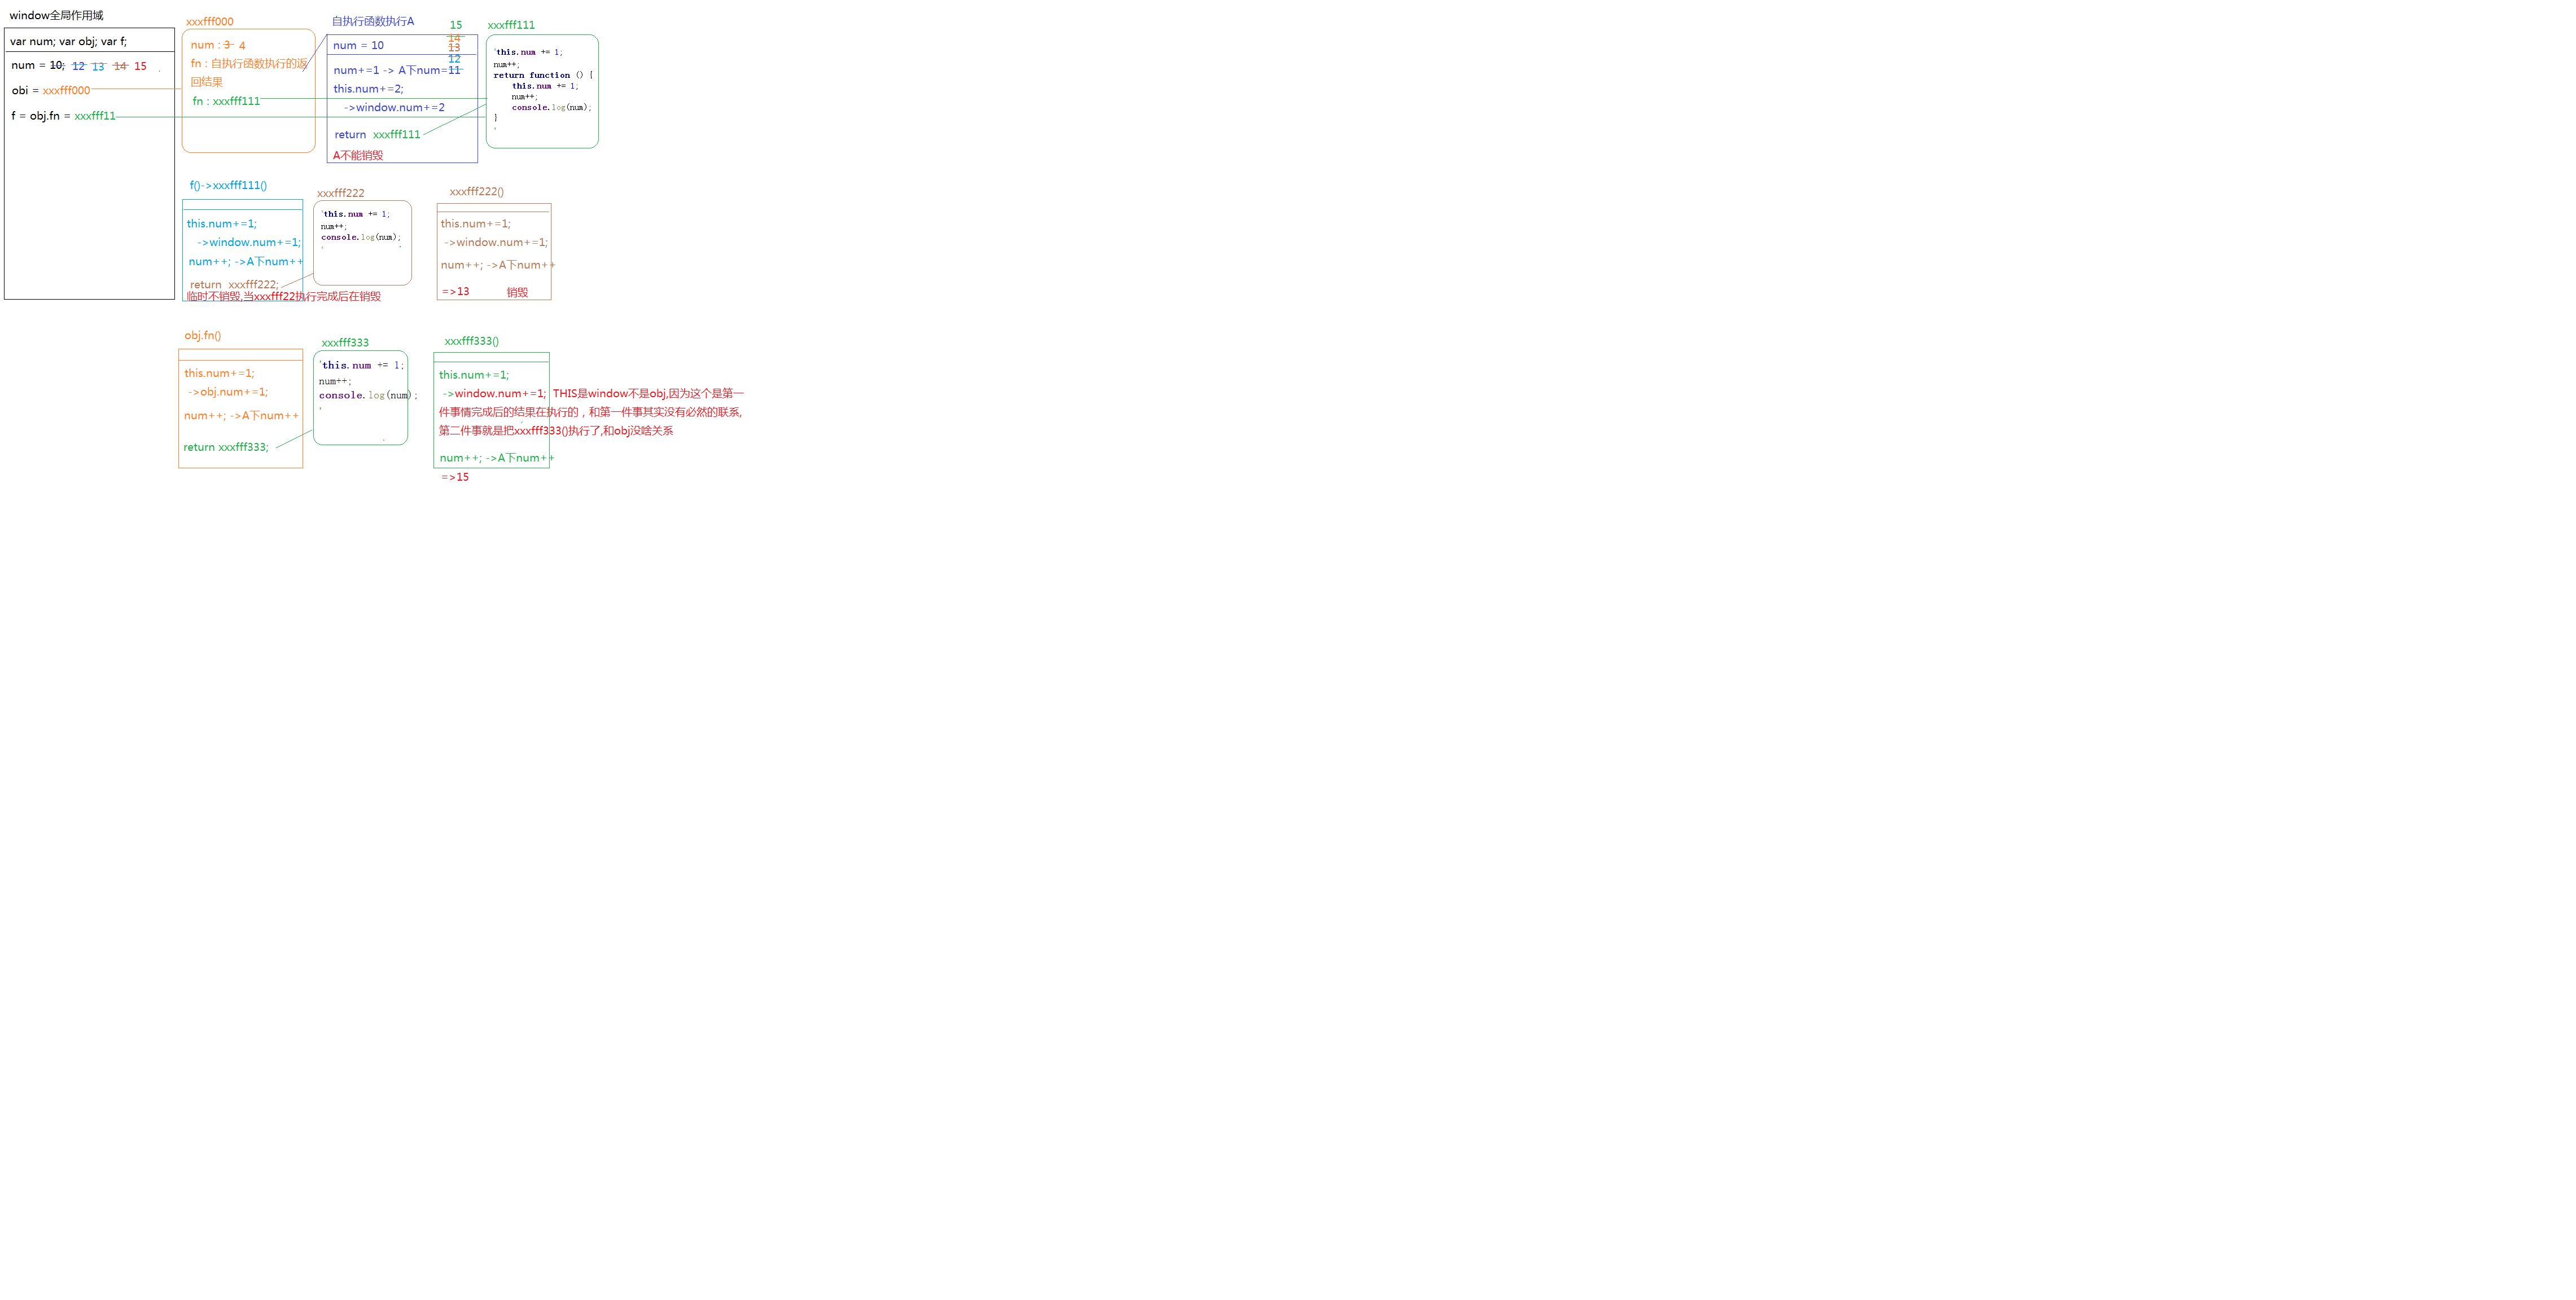 window全局作用域
var num; var obj; var f;
num = 10; 12 13 14 15
obi = xxxfff000
f = obj.fn = xxxfff11
xxxfff000
num : 3 4
fn : 自执行函数执行的返
回结果
fn : xxxfff111
自执行函数执行A
15
14
13
12
num = 10
num+=1 -> A下num=11
this.num+=2;
->window.num+=2
return xxxfff111
A不能销毁
xxxfff111
'this.num += 1;
num++;
return function () {
this.num += 1;
num++;
console.log(num);
}
f()->xxxfff111()
this.num+=1;
->window.num+=1;
num++; ->A下num++
return xxxfff222;
临时不销毁,当xxxfff22执行完成后在销毁
xxxfff222
'this.num += 1;
num++;
console.log(num);
xxxfff222()
this.num+=1;
->window.num+=1;
num++; ->A下num++
=>13 销毁
obj.fn()
this.num+=1;
->obj.num+=1;
num++; ->A下num++
return xxxfff333;
xxxfff333
'this.num += 1;
num++;
console.log(num);
xxxfff333()
this.num+=1;
->window.num+=1; THIS是window不是obj,因为这个是第一
件事情完成后的结果在执行的，和第一件事其实没有必然的联系,
第二件事就是把xxxfff333()执行了,和obj没啥关系
num++; ->A下num++
=>15